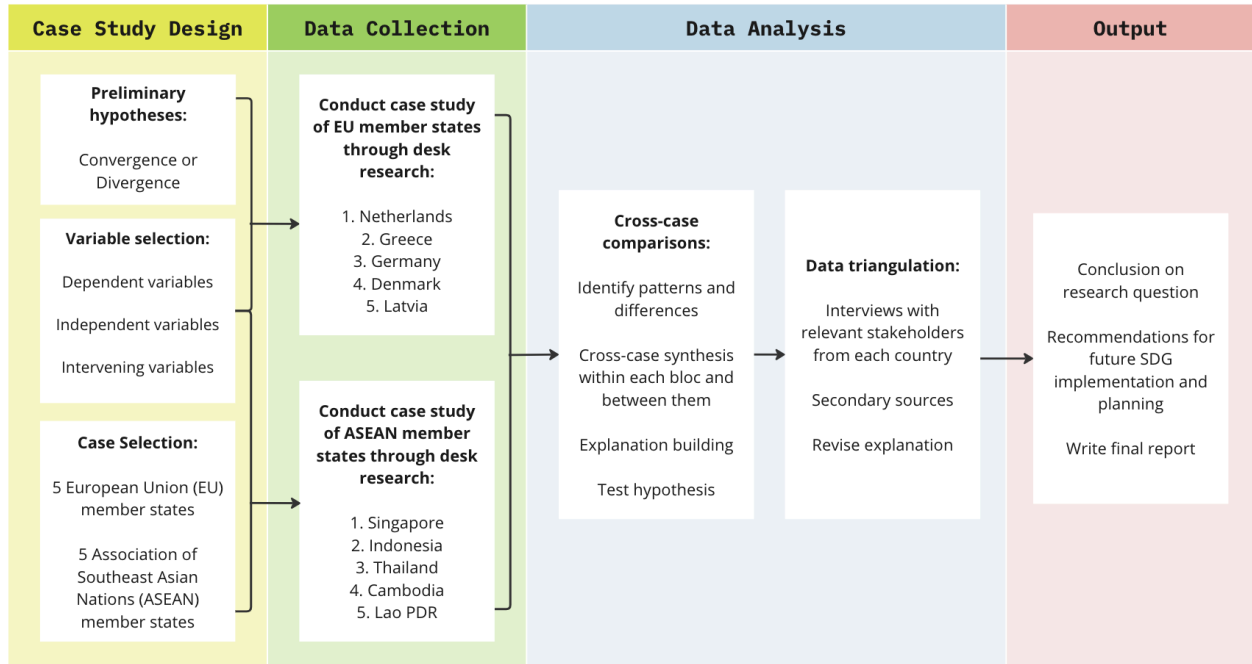 Case Study Design
Preliminary
hypotheses:
Convergence or
Divergence
Variable selection:
Dependent variables
Independent variables
Intervening variables
Case Selection:
5 European Union (EU)
member states
5 Association of
Southeast Asian
Nations (ASEAN)
member states
Data Collection
Conduct case study
of EU member states
through desk
research:
1. Netherlands
2. Greece
3. Germany
4. Denmark
5. Latvia
Conduct case study
of ASEAN member
states through desk
research:
1. Singapore
2. Indonesia
3. Thailand
4. Cambodia
5. Lao PDR
Data Analysis
Cross-case
comparisons:
Identify patterns and
differences
Cross-case synthesis
within each bloc and
between them
Explanation building
Test hypothesis
Data triangulation:
Interviews with
relevant stakeholders
from each country
Secondary sources
Revise explanation
Output
Conclusion on
research question
Recommendations for
future SDG
implementation and
planning
Write final report